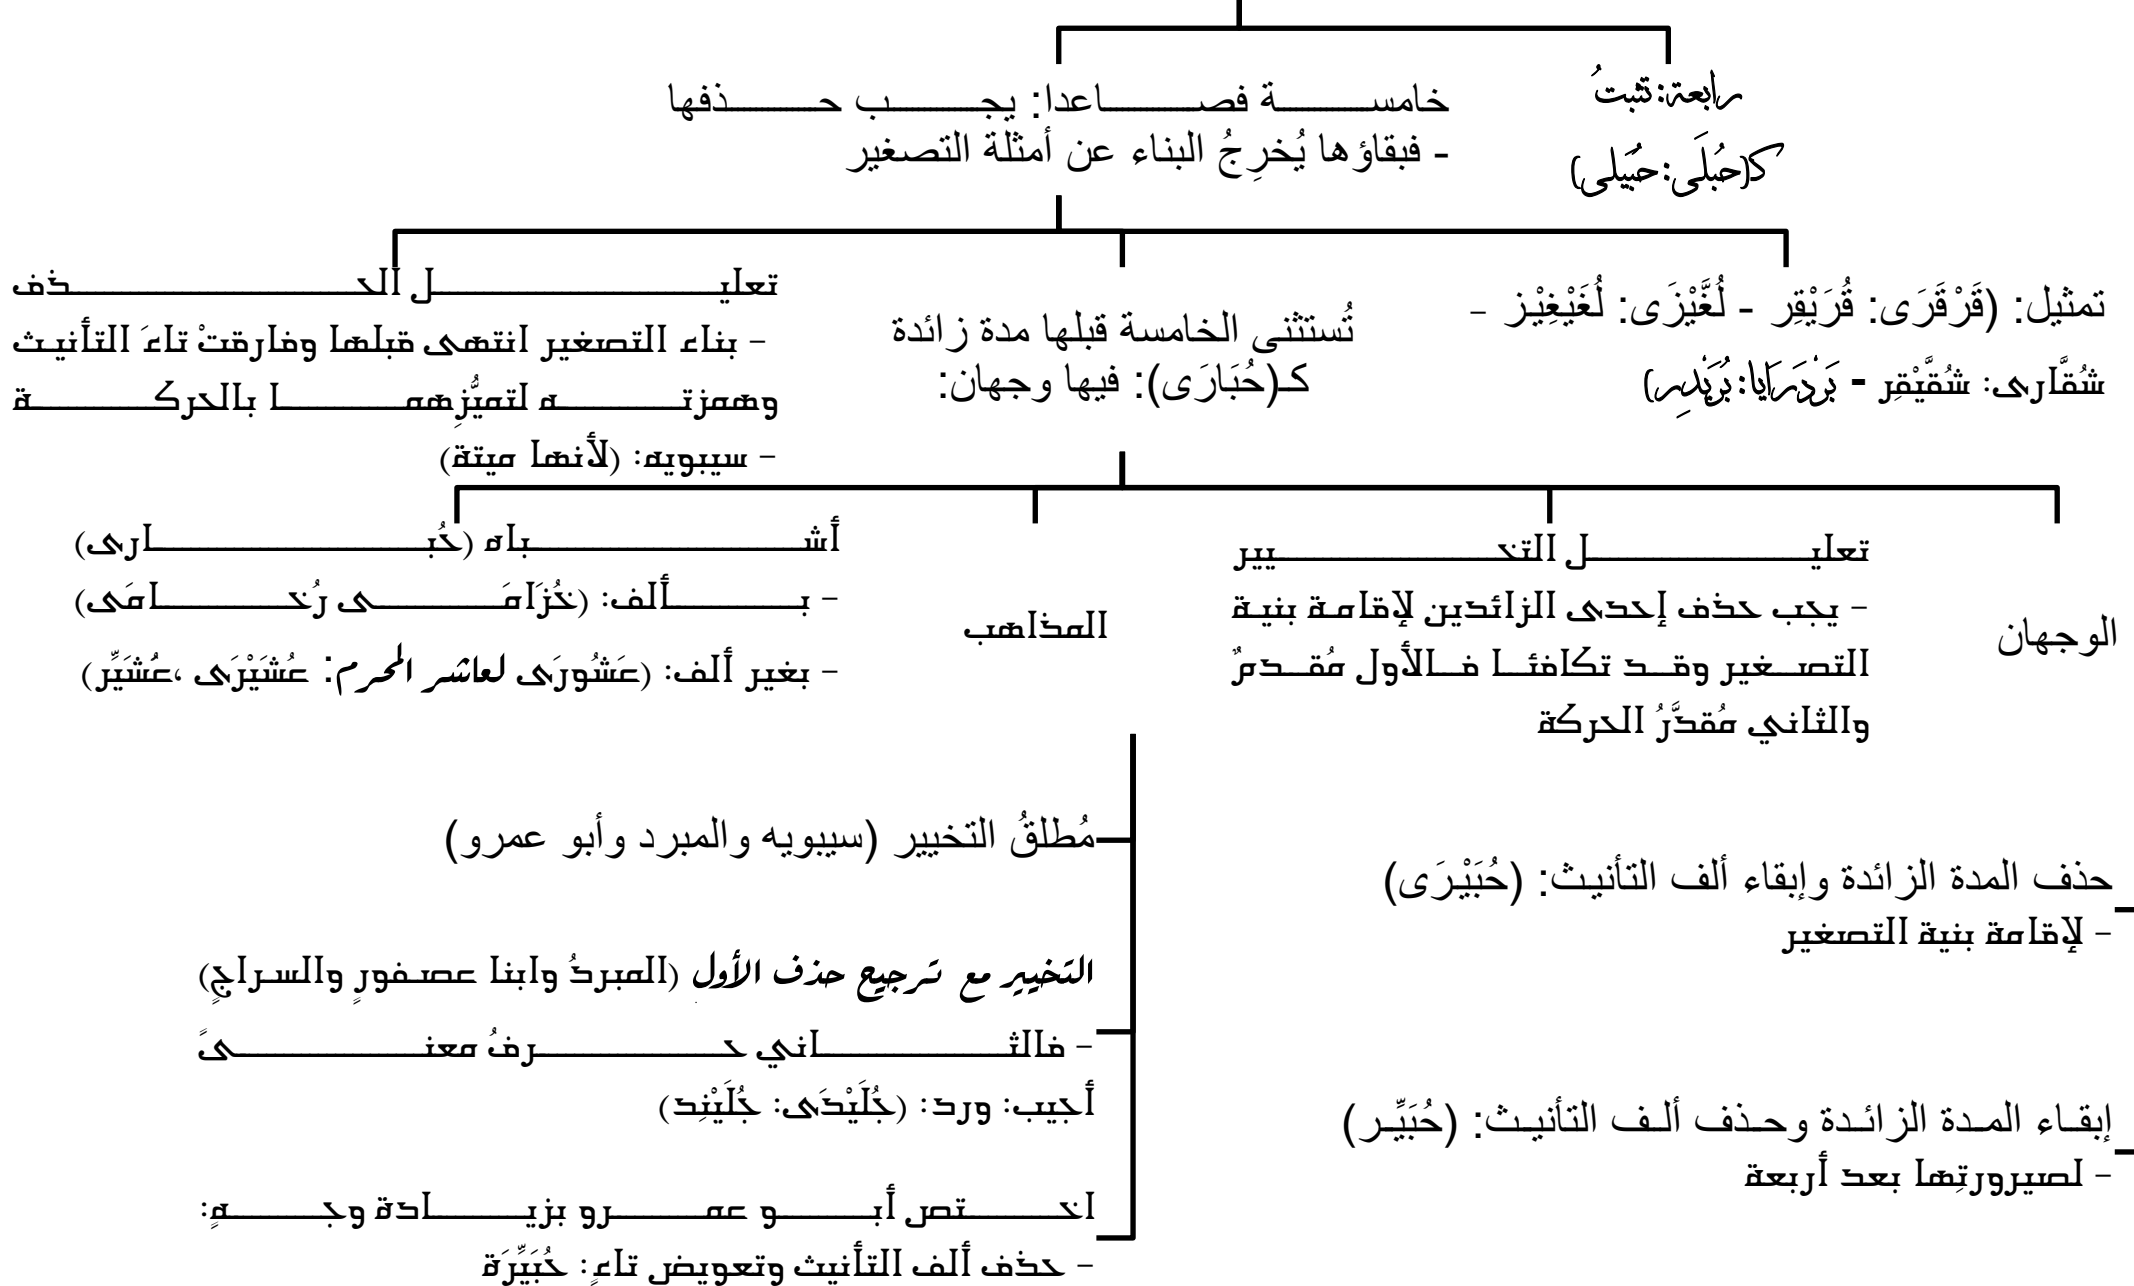 رابعة: تثبتُ
كـ(حُبلَى: حُبَيلى)
خامسة فصاعدا: يجب حذفها
- فبقاؤها يُخرِجُ البناء عن أمثلة التصغير
تمثيل: (قَرْقَرَى: قُرَيْقِر - لُغَّيْزَى: لُغَيْغِيْز -
شُقَّارى: شُقَيْقِر - بَرْدَرَايا: بُرَيْدِر)
تُستثنى الخامسة قبلها مدة زائدة
كـ(حُبَارَى): فيها وجهان:
تعليل الحذف
- بناء التصغير انتهى قبلها وفارقتْ تاءَ التأنيث
وهمزته لتميُّزِهما بالحركة
- سيبويه: (لأنها ميتة)
الوجهان
تعليل التخيير
- يجب حذف إحدى الزائدين لإقامة بنية
التصغير وقد تكافئا فالأول مُقدمٌ
والثاني مُقدَّرُ الحركة
المذاهب
أشباه (حُبارى)
- بألف: (خُزَامَى رُخامَى)
- بغير ألف: (عَشُورَى لعاشر المحرم: عُشَيْرَى، عُشَيِّر)
حذف المدة الزائدة وإبقاء ألف التأنيث: (حُبَيْرَى)
- لإقامة بنية التصغير
إبقاء المدة الزائدة وحذف ألف التأنيث: (حُبَيِّر)
- لصيرورتِها بعد أربعة
مُطلقُ التخيير (سيبويه والمبرد وأبو عمرو)
التخيير مع ترجيح حذف الأول (المبردُ وابنا عصفورٍ والسراجٍ)
- فالثاني حرفُ معنىً
أجيب: ورد: (جُلَيْدَى: جُلَيْنِد)
اختص أبو عمرو بزيادة وجهٍ:
- حذف ألف التأنيث وتعويض تاءٍ: حُبَيِّرَة